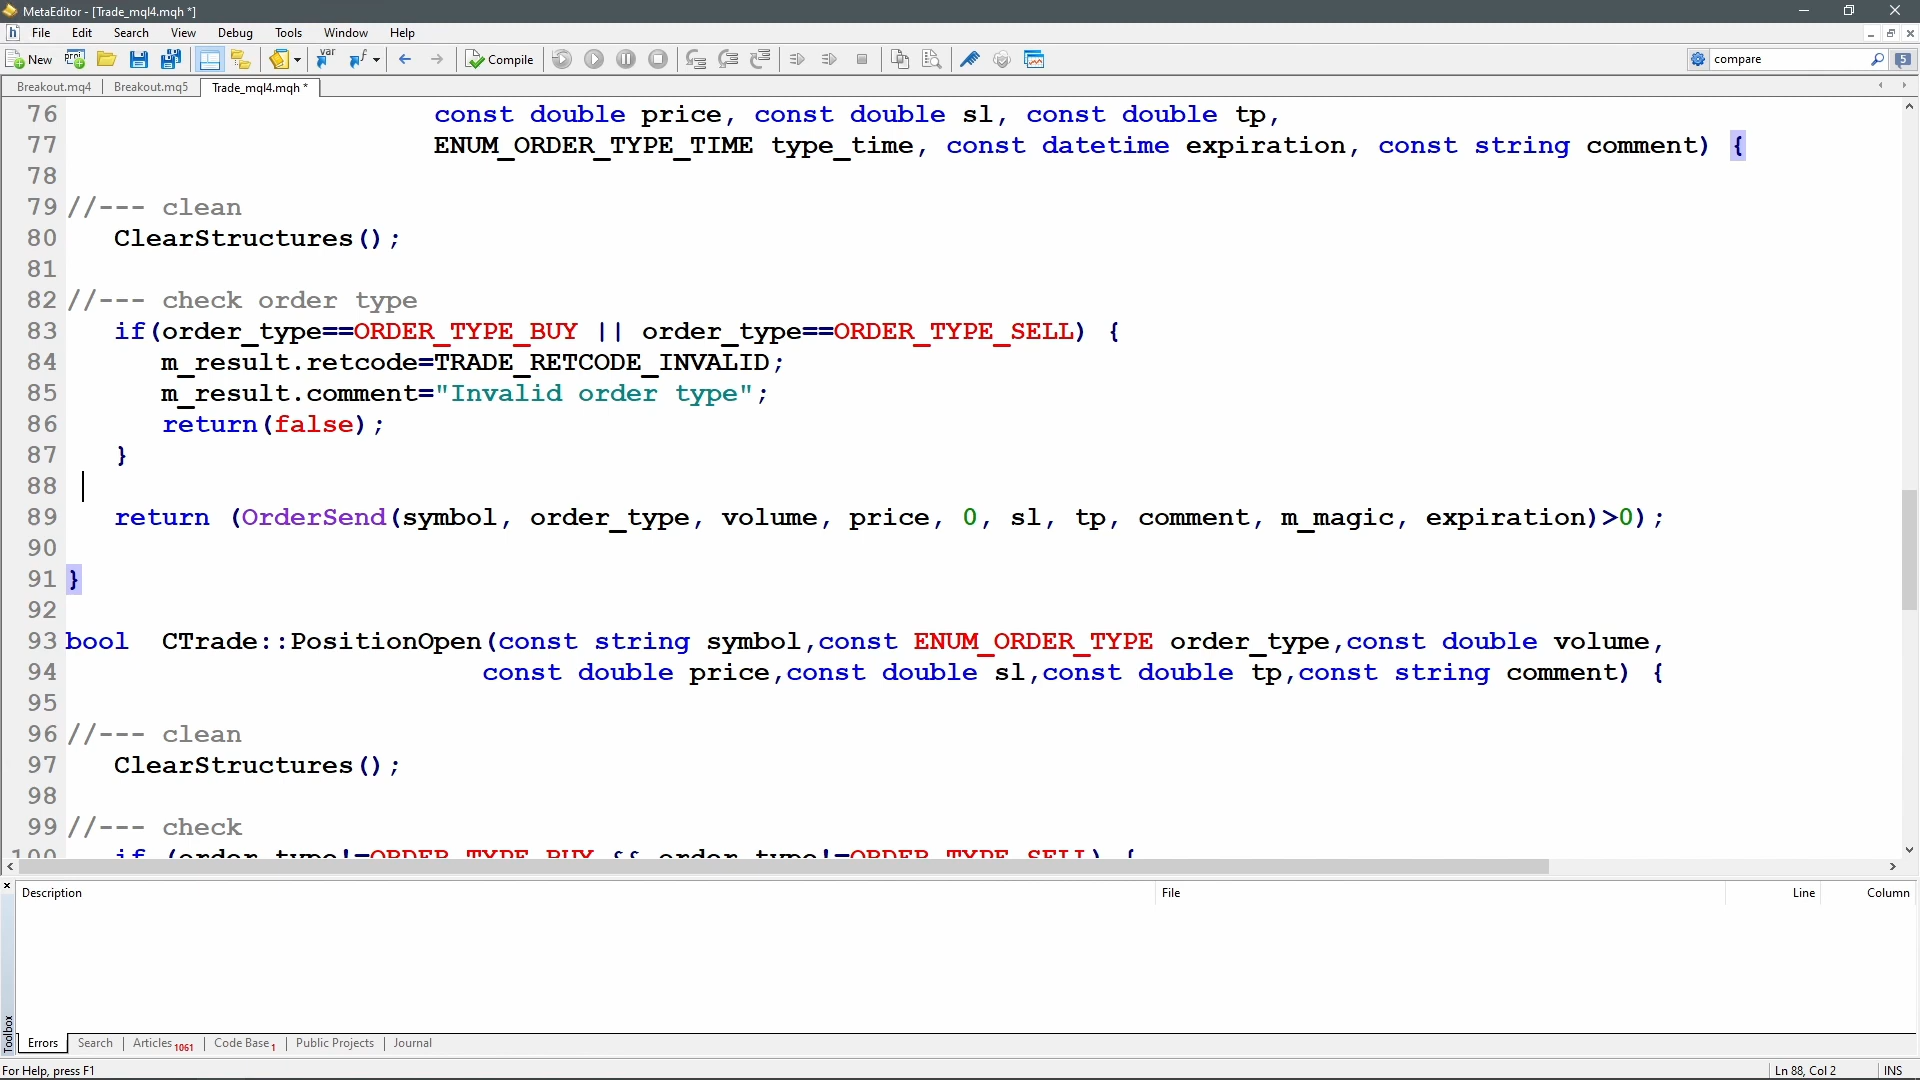 MetaEditor - [Trade_mql4.mqh *]
File Edit Search View Debug Tools Window Help
New Compile compare 5
Breakout.mq4 Breakout.mq5 Trade_mql4.mqh *
76 const double price, const double sl, const double tp,
77 ENUM_ORDER_TYPE_TIME type_time, const datetime expiration, const string comment) {
78
79 //--- clean
80 ClearStructures();
81
82 //--- check order type
83 if(order_type==ORDER_TYPE_BUY || order_type==ORDER_TYPE_SELL) {
84 m_result.retcode=TRADE_RETCODE_INVALID;
85 m_result.comment="Invalid order type";
86 return(false);
87 }
88
89 return (OrderSend(symbol, order_type, volume, price, 0, sl, tp, comment, m_magic, expiration)>0);
90
91 }
92
93 bool CTrade::PositionOpen(const string symbol,const ENUM_ORDER_TYPE order_type,const double volume,
94 const double price,const double sl,const double tp,const string comment) {
95
96 //--- clean
97 ClearStructures();
98
99 //--- check
100 if (order_type!=ORDER_TYPE_BUY && order_type!=ORDER_TYPE_SELL) {
Description File Line Column
Toolbox
Errors Search Articles 1061 Code Base 1 Public Projects Journal
For Help, press F1 Ln 88, Col 2 INS